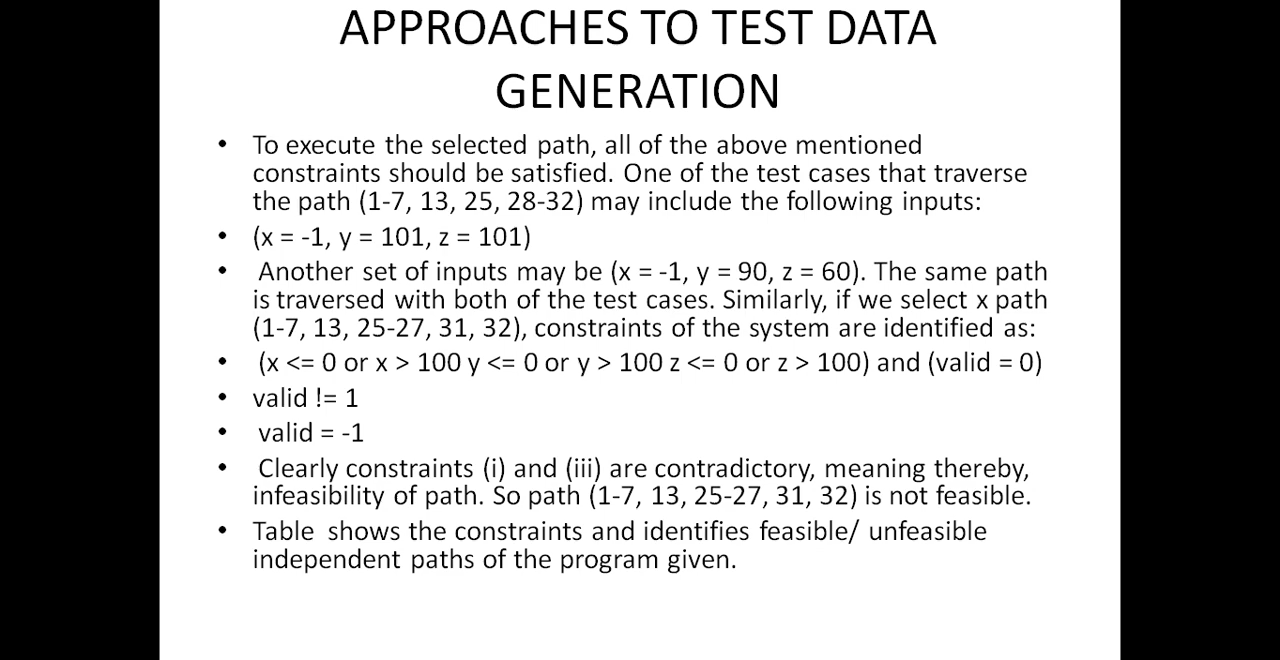 APPROACHES TO TEST DATA
GENERATION
• To execute the selected path, all of the above mentioned
constraints should be satisfied. One of the test cases that traverse
the path (1-7, 13, 25, 28-32) may include the following inputs:
• (x = -1, y = 101, z = 101)
• Another set of inputs may be (x = -1, y = 90, z = 60). The same path
is traversed with both of the test cases. Similarly, if we select x path
(1-7, 13, 25-27, 31, 32), constraints of the system are identified as:
• (x <= 0 or x > 100 y <= 0 or y > 100 z <= 0 or z > 100) and (valid = 0)
• valid != 1
• valid = -1
• Clearly constraints (i) and (iii) are contradictory, meaning thereby,
infeasibility of path. So path (1-7, 13, 25-27, 31, 32) is not feasible.
• Table shows the constraints and identifies feasible/ unfeasible
independent paths of the program given.